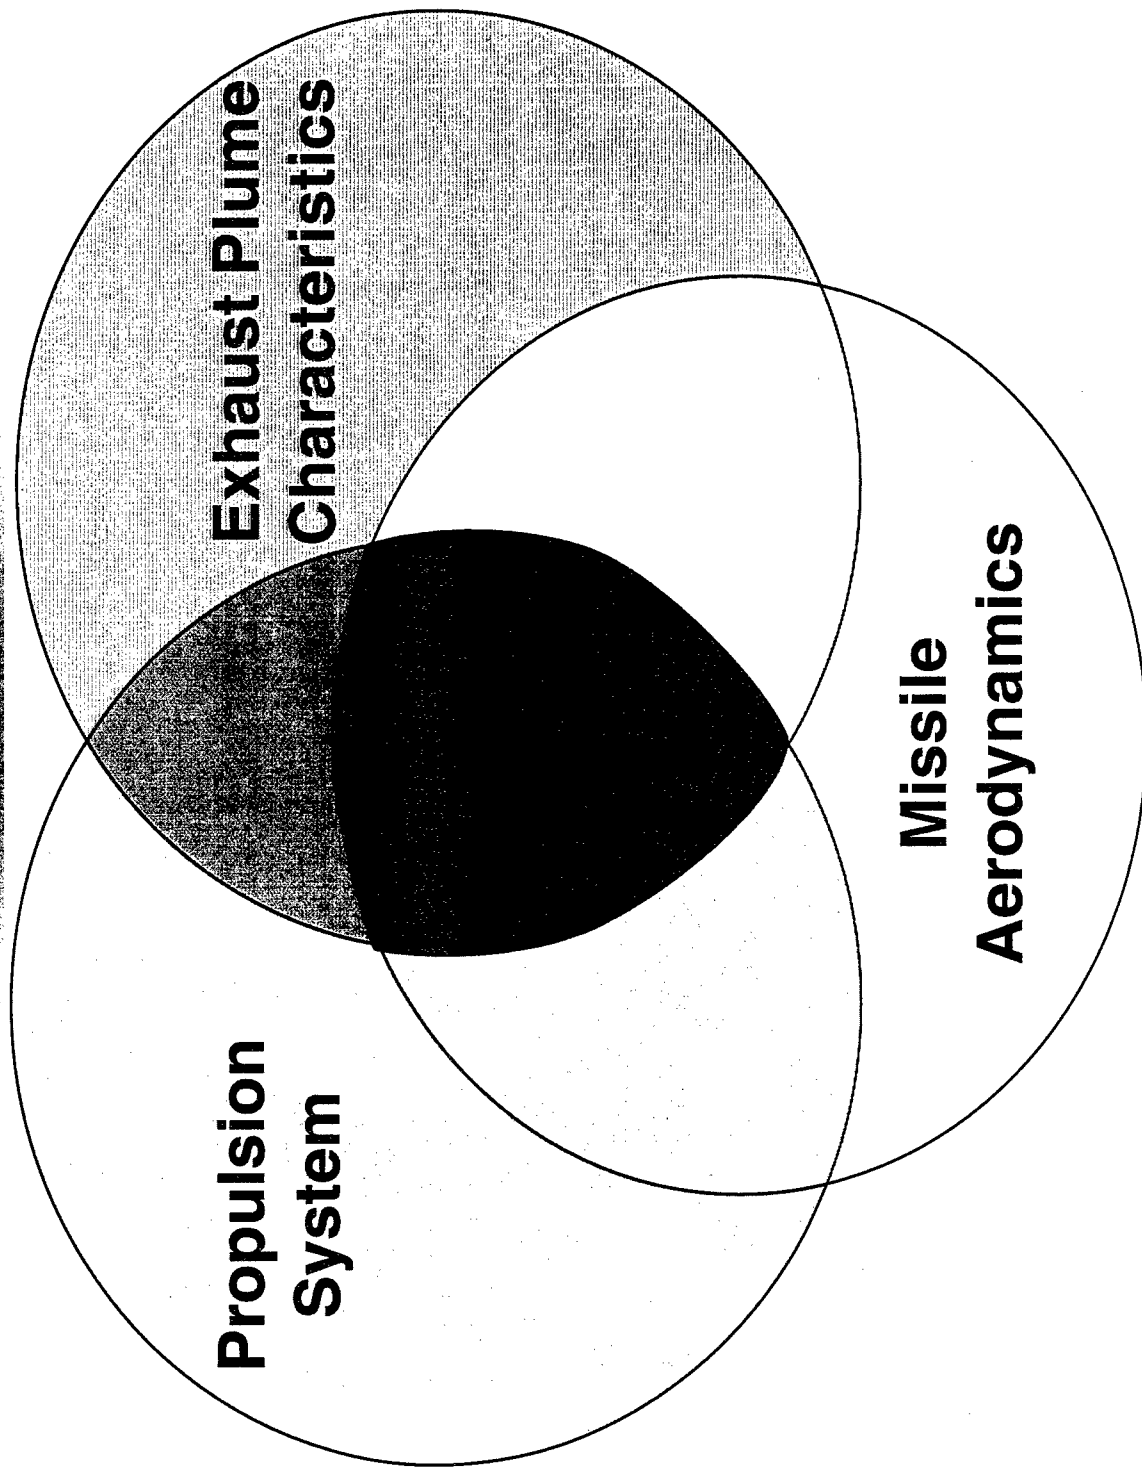 Propulsion
System
Exhaust Plume
Characteristics
Missile
Aerodynamics